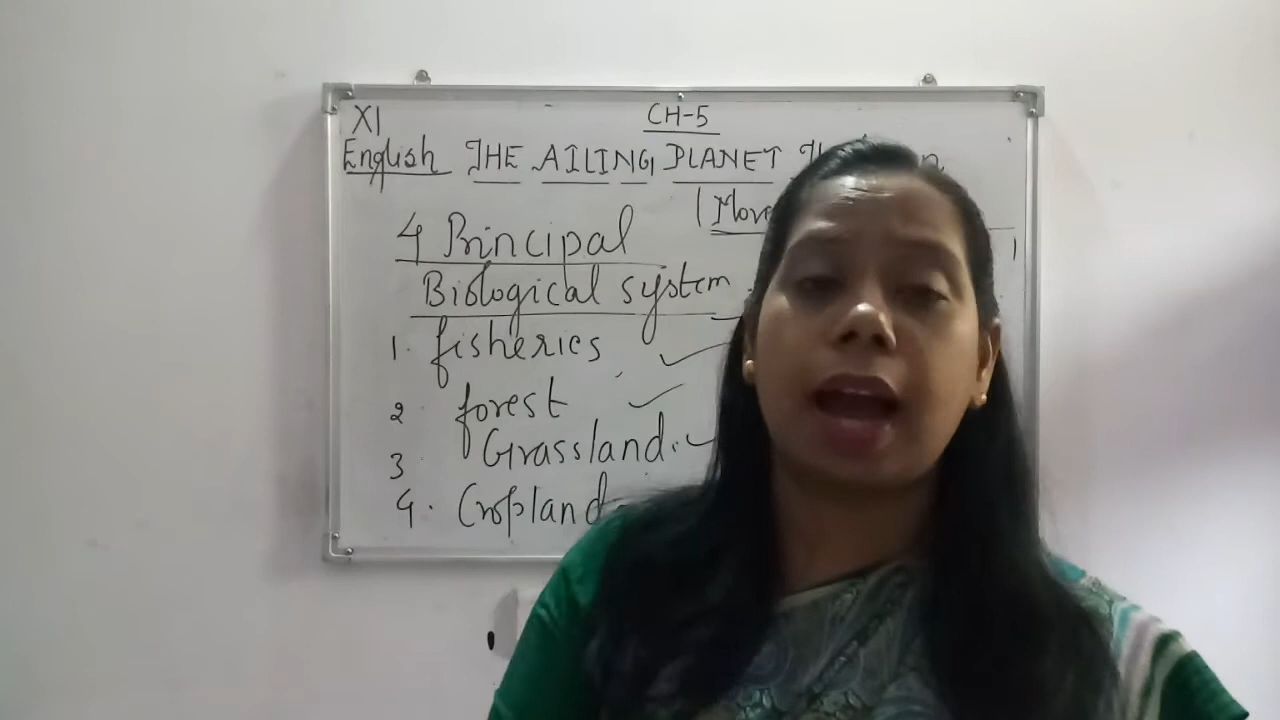 XI
CH-5
English THE AILING PLANET
4 Principal
Biological system
1. fisheries
2 forest
3 Grassland.
4. Cropland